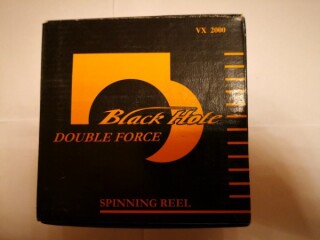 VX 2000
Black Hole
DOUBLE FORCE
SPINNING REEL